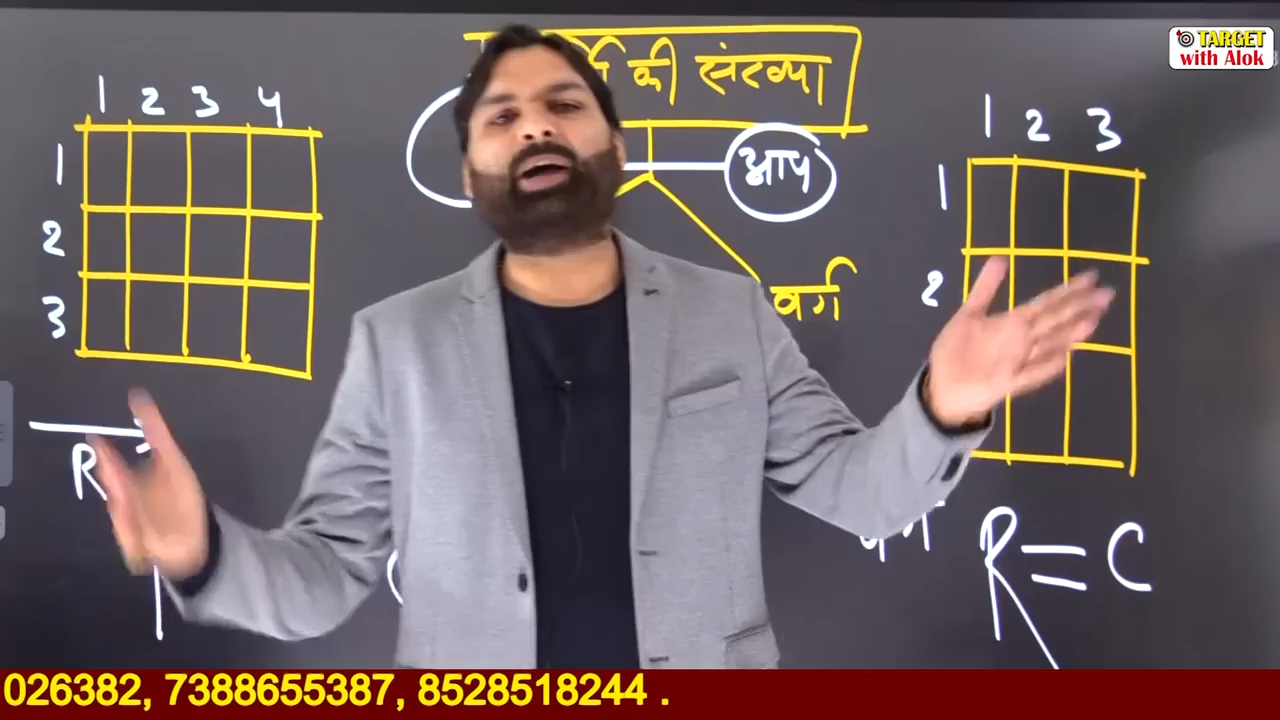 TARGET
with Alok
की संख्या
1 2 3 4
1
2
3
आप
वर्ग
1 2 3
1
2
R
R = C
026382, 7388655387, 8528518244 .